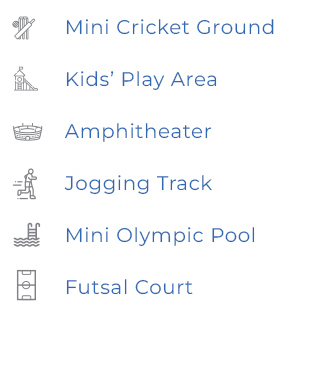 Mini Cricket Ground
Kids’ Play Area
Amphitheater
Jogging Track
Mini Olympic Pool
Futsal Court